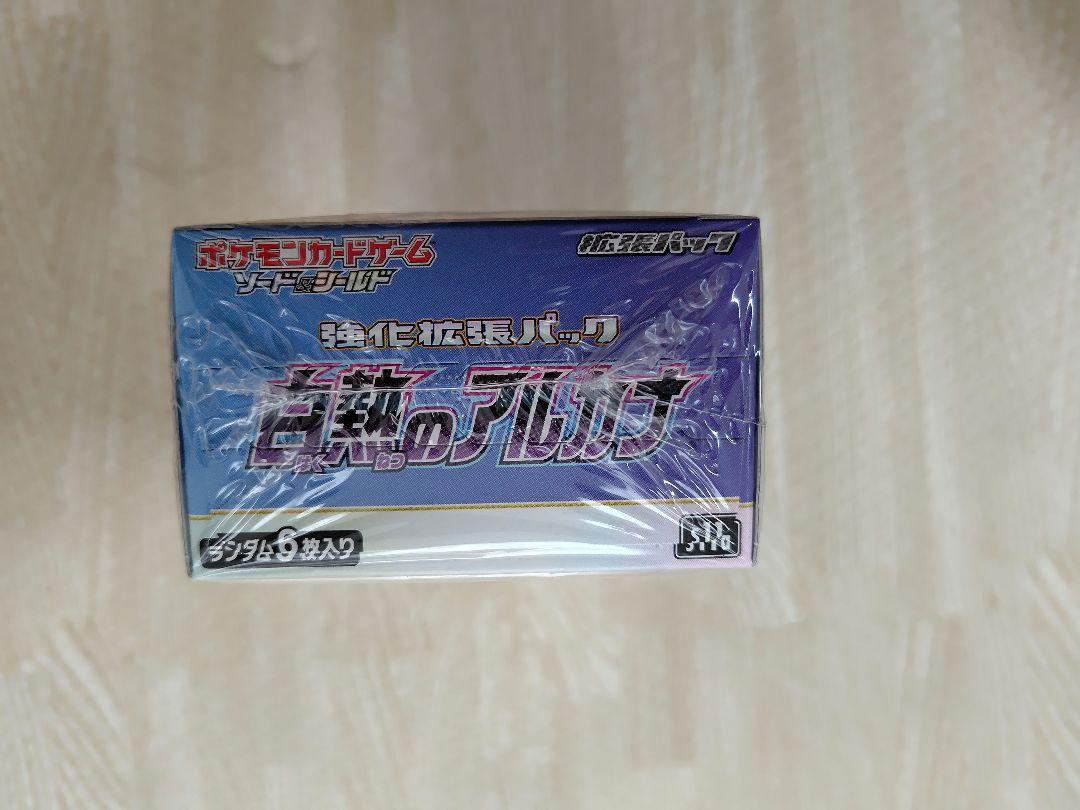 ポケモンカードゲーム
ソード&シールド
拡張パック
強化拡張パック
白熱のアルカナ
びゃく ねつ
ランダム6枚入り
s11a